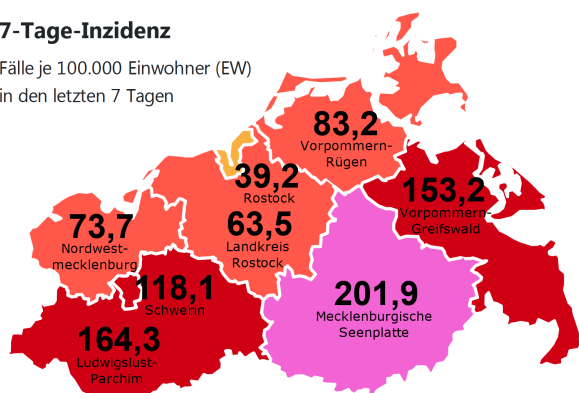 7-Tage-Inzidenz
Fälle je 100.000 Einwohner (EW)
in den letzten 7 Tagen
83,2
Vorpommern-
Rügen
39,2
Rostock
153,2
Vorpommern-
Greifswald
73,7
Nordwest-
mecklenburg
63,5
Landkreis
Rostock
118,1
Schwerin
201,9
Mecklenburgische
Seenplatte
164,3
Ludwigslust-
Parchim